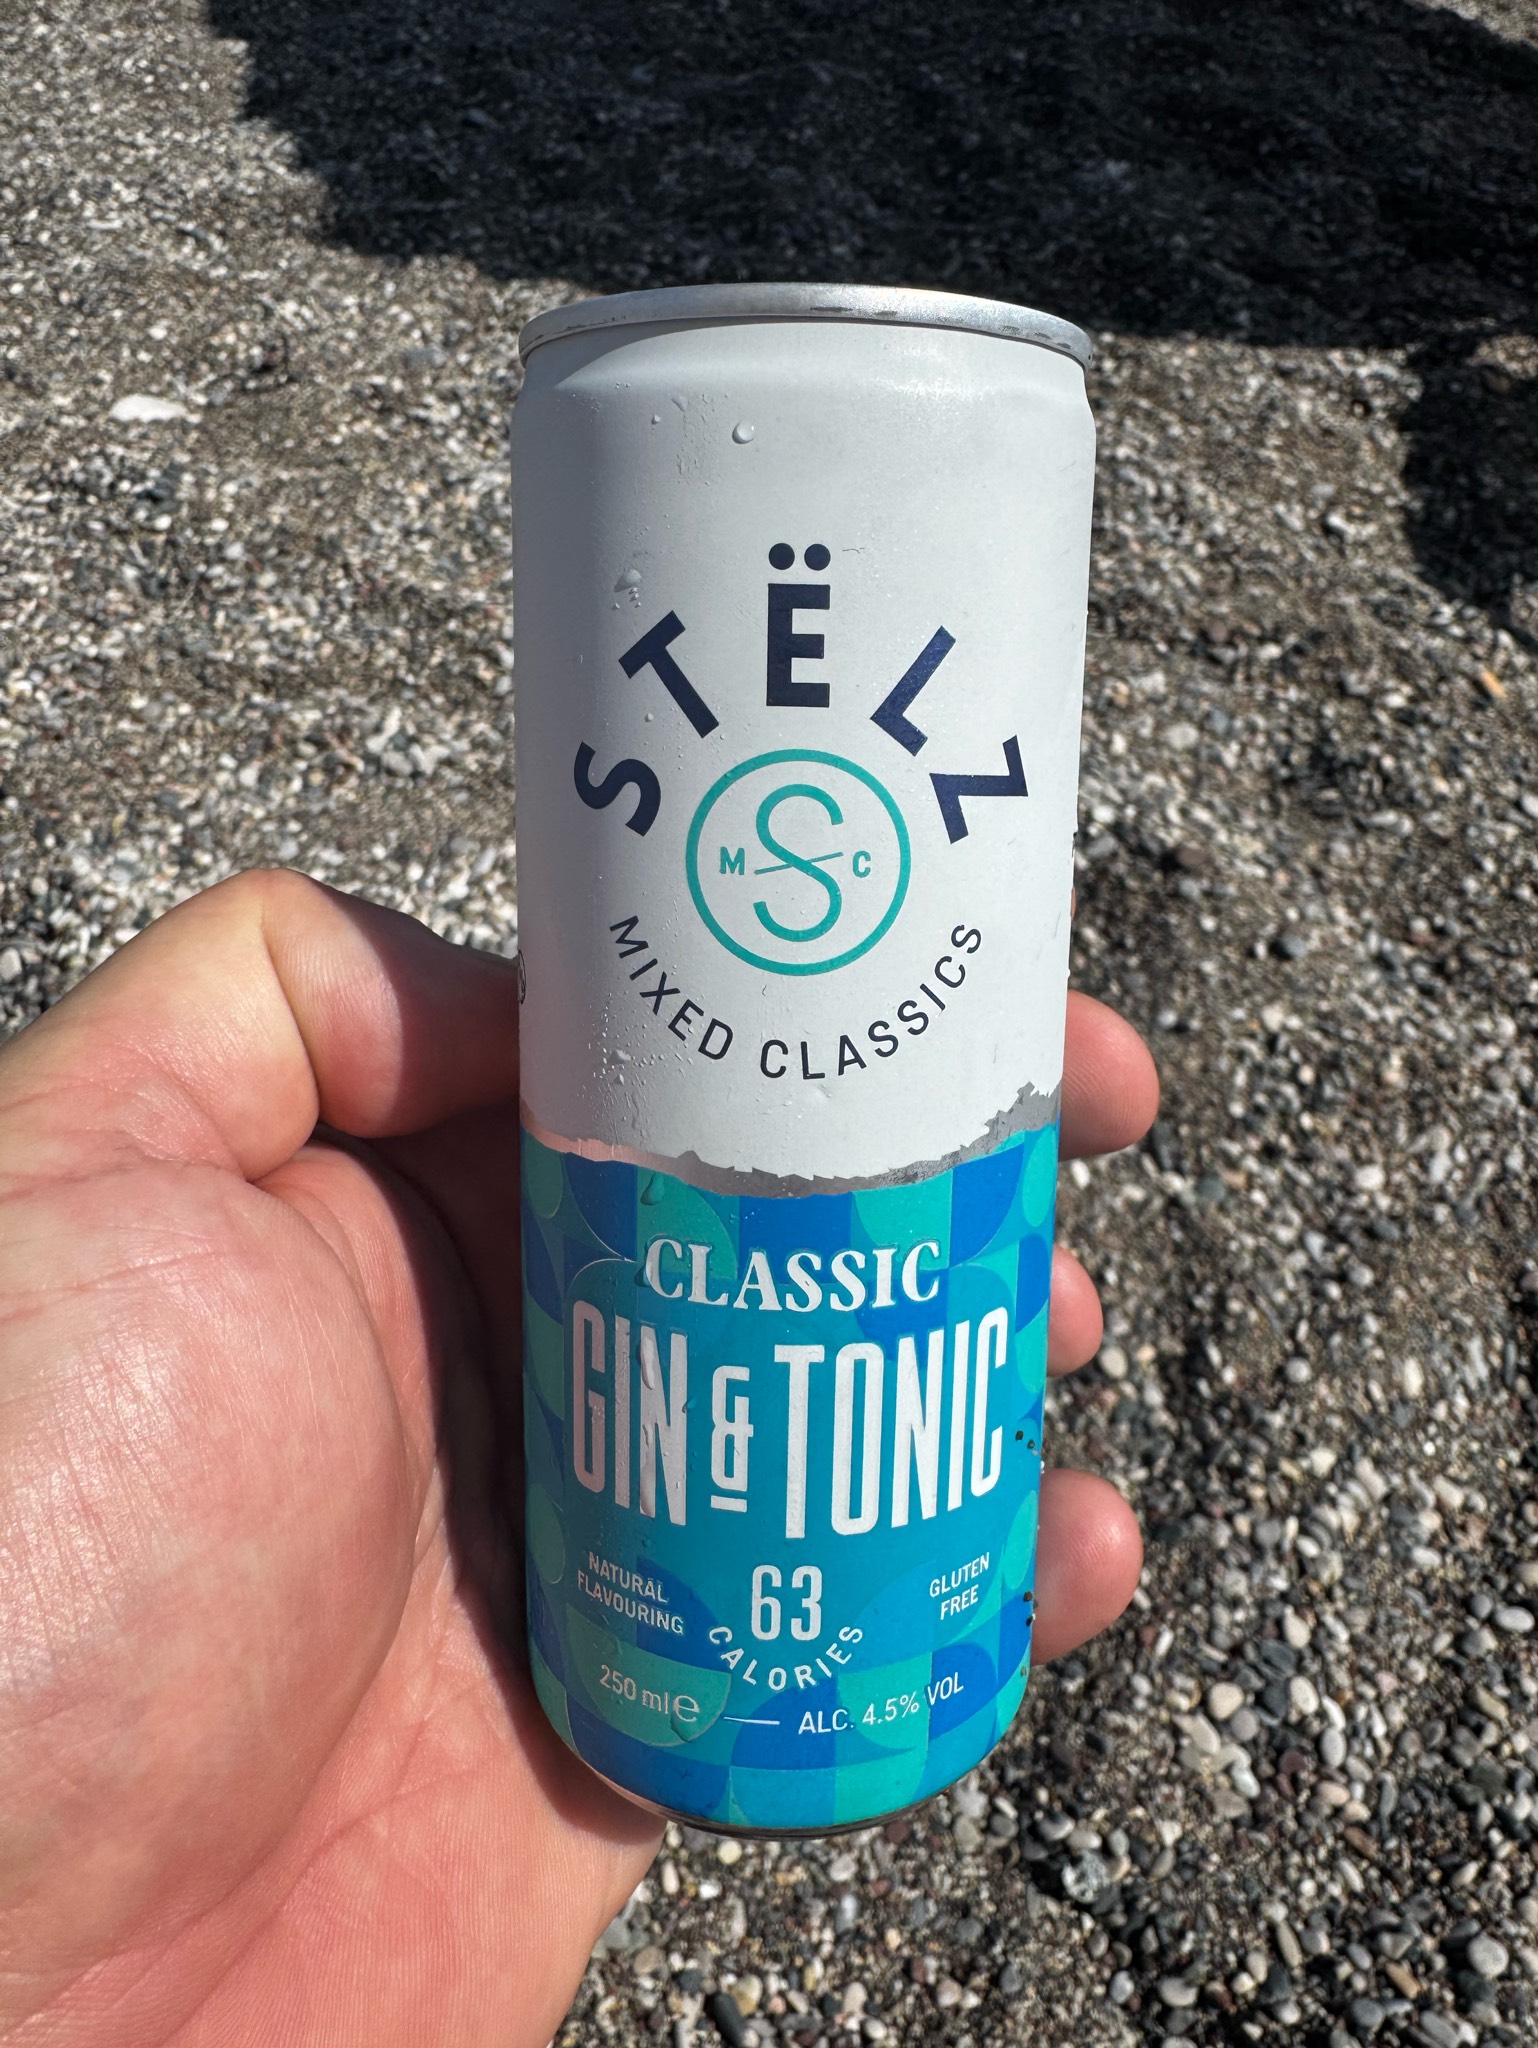 STËLZ
M S C
MIXED CLASSICS
CLASSIC
GIN & TONIC
NATURAL
FLAVOURING
63
CALORIES
GLUTEN
FREE
250 ml ℮ — ALC. 4.5% VOL